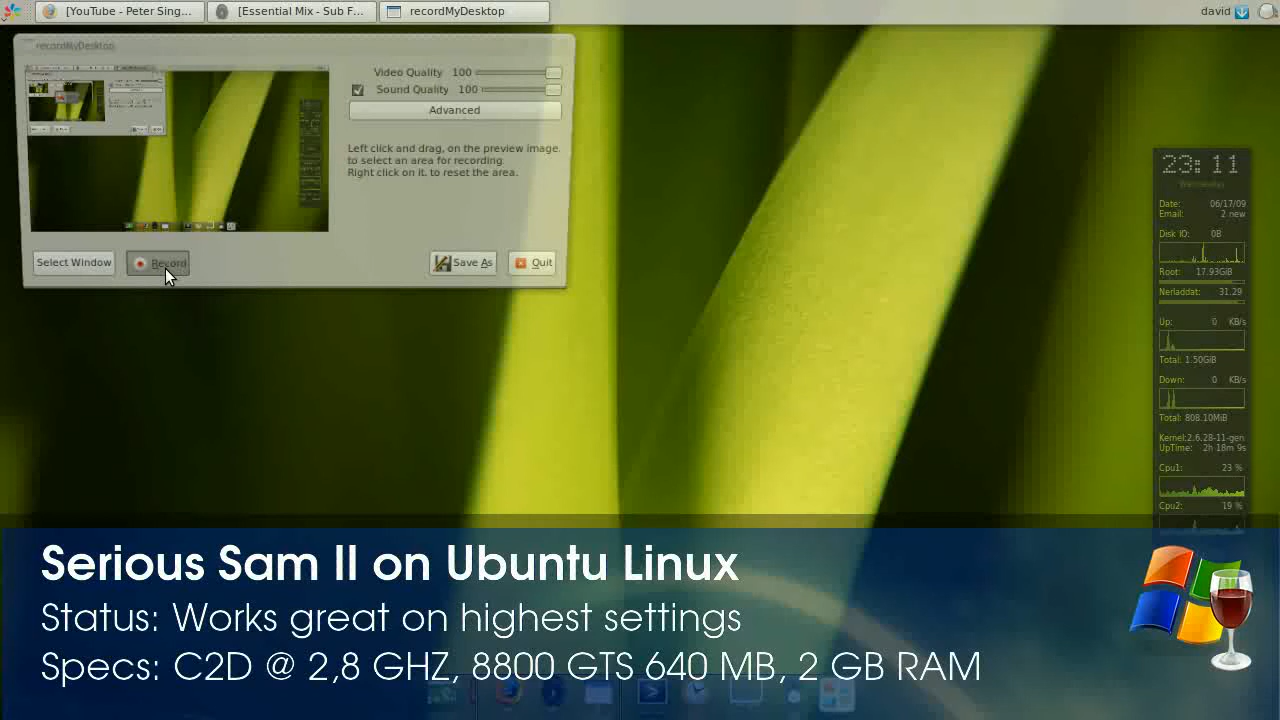 [YouTube - Peter Sing...
[Essential Mix - Sub F...
recordMyDesktop
david
recordMyDesktop
Video Quality 100
Sound Quality 100
Advanced
Left click and drag, on the preview image,
to select an area for recording.
Right click on it, to reset the area.
Select Window
Record
Save As
Quit
23:11
Wednesday
Date: 06/17/09
Email: 2 new
Disk IO: 0B
Root: 17.93GiB
Nerladdat: 31.29
Up: 0 KB/s
Total: 1.50GiB
Down: 0 KB/s
Total: 808.10MiB
Kernel:2.6.28-11-gen
UpTime: 2h 18m 9s
Cpu1: 23 %
Cpu2: 19 %
Serious Sam II on Ubuntu Linux
Status: Works great on highest settings
Specs: C2D @ 2,8 GHZ, 8800 GTS 640 MB, 2 GB RAM